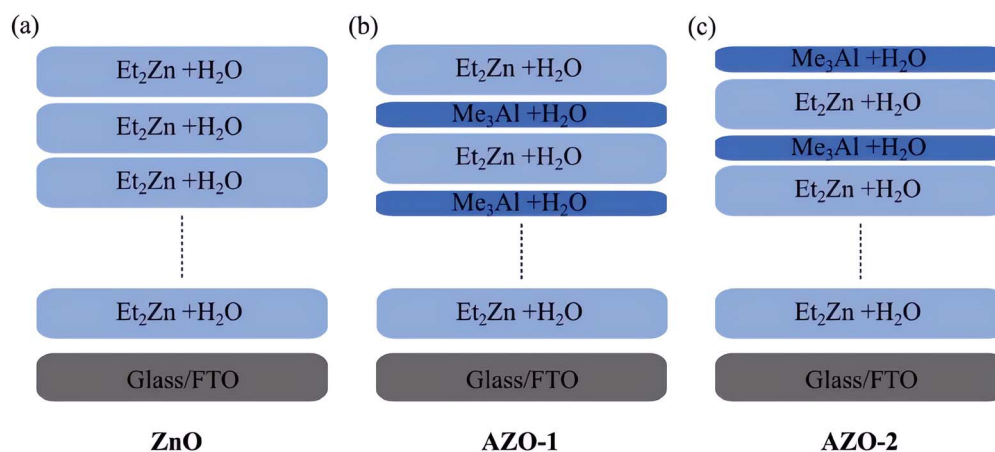 (a)
Et₂Zn +H₂O
Et₂Zn +H₂O
Et₂Zn +H₂O
Et₂Zn +H₂O
Glass/FTO
ZnO
(b)
Et₂Zn +H₂O
Me₃Al +H₂O
Et₂Zn +H₂O
Me₃Al +H₂O
Et₂Zn +H₂O
Glass/FTO
AZO-1
(c)
Me₃Al +H₂O
Et₂Zn +H₂O
Me₃Al +H₂O
Et₂Zn +H₂O
Et₂Zn +H₂O
Glass/FTO
AZO-2